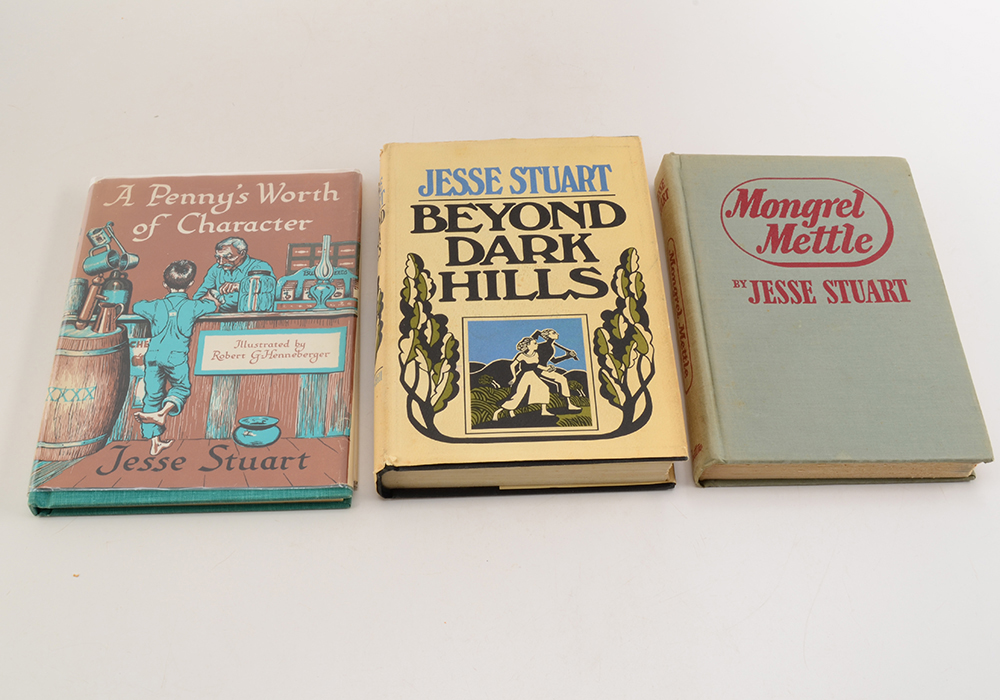 A Penny's Worth
of Character
Illustrated by
Robert G. Henneberger
XXXX
Jesse Stuart
JESSE STUART
BEYOND
DARK
HILLS
Mongrel
Mettle
BY JESSE STUART
Mongrel Mettle